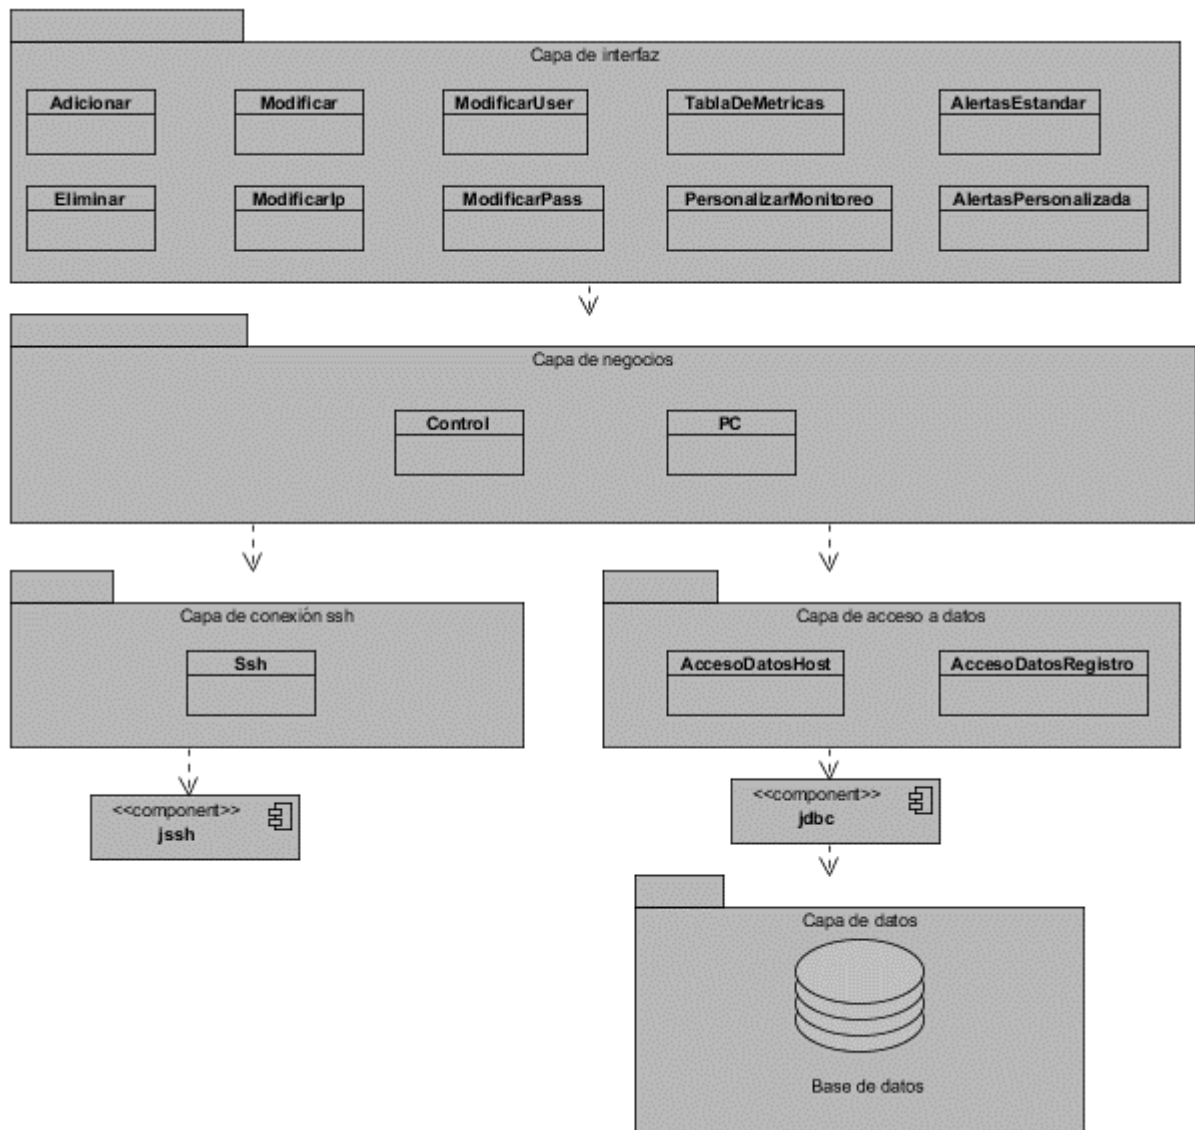 Capa de interfaz
Adicionar
Modificar
ModificarUser
TablaDeMetricas
AlertasEstandar
Eliminar
ModificarIp
ModificarPass
PersonalizarMonitoreo
AlertasPersonalizada
Capa de negocios
Control
PC
Capa de conexión ssh
Ssh
Capa de acceso a datos
AccesoDatosHost
AccesoDatosRegistro
<<component>>
jssh
<<component>>
jdbc
Capa de datos
Base de datos